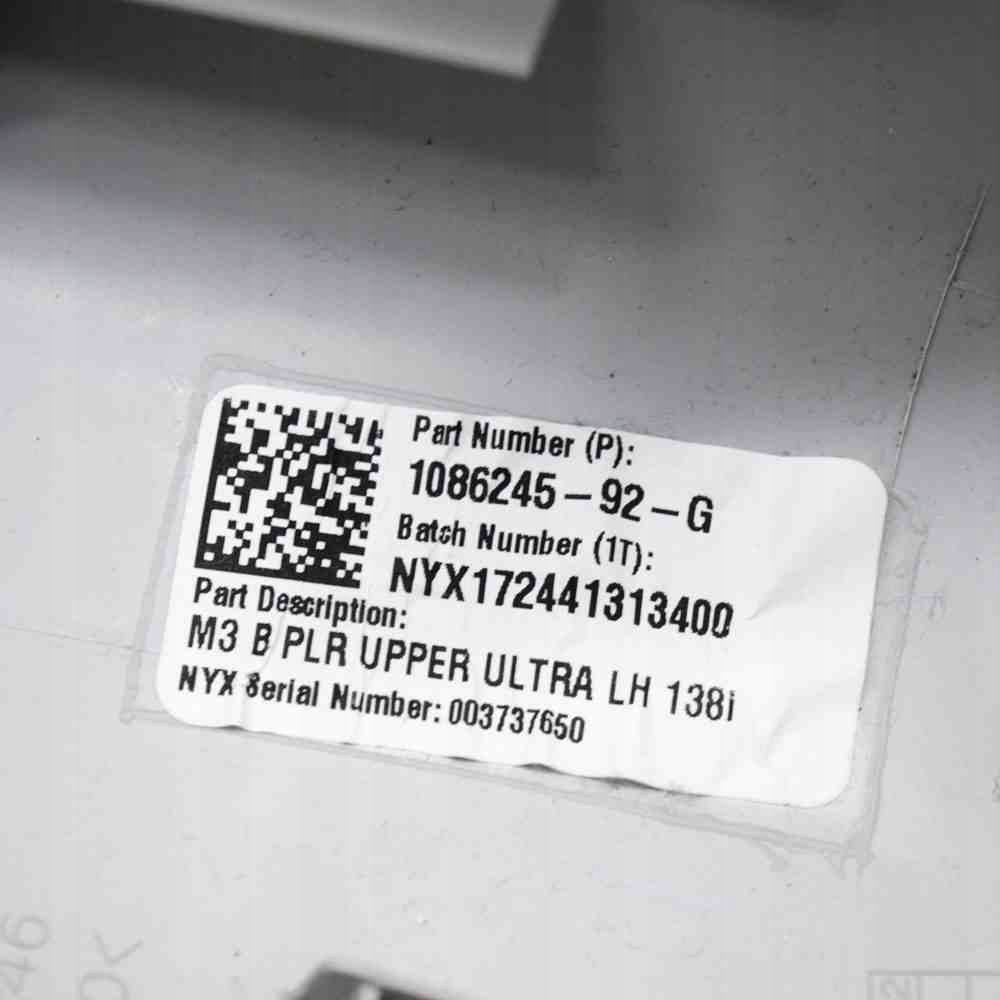 Part Number (P):
1086245-92-G
Batch Number (1T):
NYX172441313400
Part Description:
M3 B PLR UPPER ULTRA LH 138i
NYX Serial Number: 003737650
46